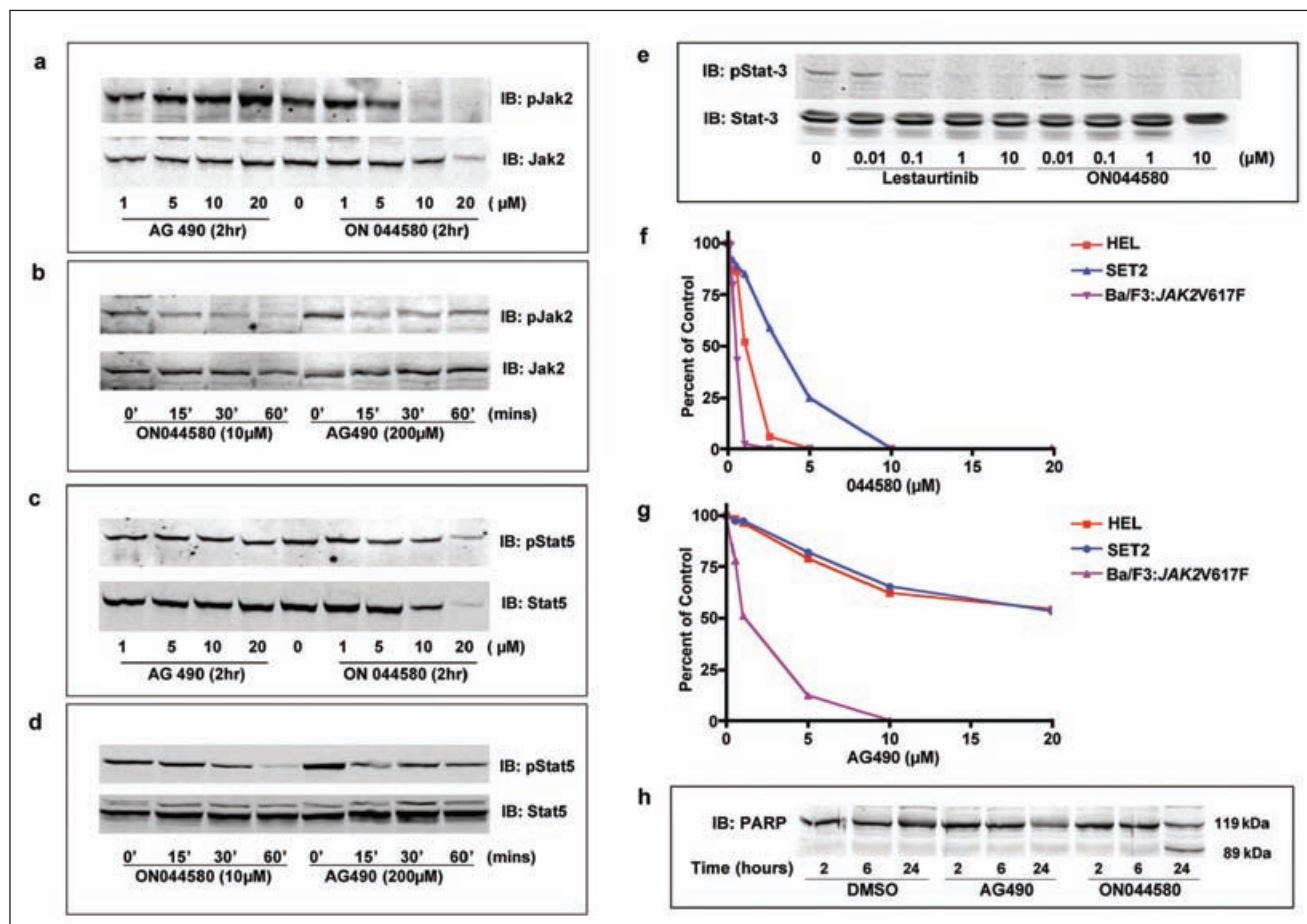 a
IB: pJak2
IB: Jak2
1 5 10 20 0 1 5 10 20 ( µM)
AG 490 (2hr) ON 044580 (2hr)
b
IB: pJak2
IB: Jak2
0' 15' 30' 60' 0' 15' 30' 60' (mins)
ON044580 (10µM) AG490 (200µM)
c
IB: pStat5
IB: Stat5
1 5 10 20 0 1 5 10 20 ( µM)
AG 490 (2hr) ON 044580 (2hr)
d
IB: pStat5
IB: Stat5
0' 15' 30' 60' 0' 15' 30' 60' (mins)
ON044580 (10µM) AG490 (200µM)
e
IB: pStat-3
IB: Stat-3
0 0.01 0.1 1 10 0.01 0.1 1 10 (µM)
Lestaurtinib ON044580
f
Percent of Control
100
75
50
25
0
0 5 10 15 20
044580 (µM)
HEL
SET2
Ba/F3:JAK2V617F
g
Percent of Control
100
75
50
25
0
0 5 10 15 20
AG490 (µM)
HEL
SET2
Ba/F3:JAK2V617F
h
IB: PARP
119 kDa
89 kDa
Time (hours) 2 6 24 2 6 24 2 6 24
DMSO AG490 ON044580